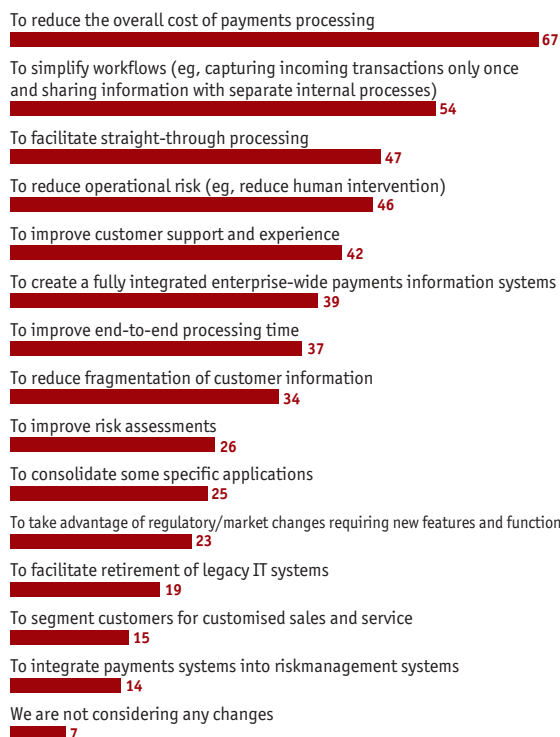 To reduce the overall cost of payments processing
67
To simplify workflows (eg, capturing incoming transactions only once
and sharing information with separate internal processes)
54
To facilitate straight-through processing
47
To reduce operational risk (eg, reduce human intervention)
46
To improve customer support and experience
42
To create a fully integrated enterprise-wide payments information systems
39
To improve end-to-end processing time
37
To reduce fragmentation of customer information
34
To improve risk assessments
26
To consolidate some specific applications
25
To take advantage of regulatory/market changes requiring new features and function
23
To facilitate retirement of legacy IT systems
19
To segment customers for customised sales and service
15
To integrate payments systems into riskmanagement systems
14
We are not considering any changes
7